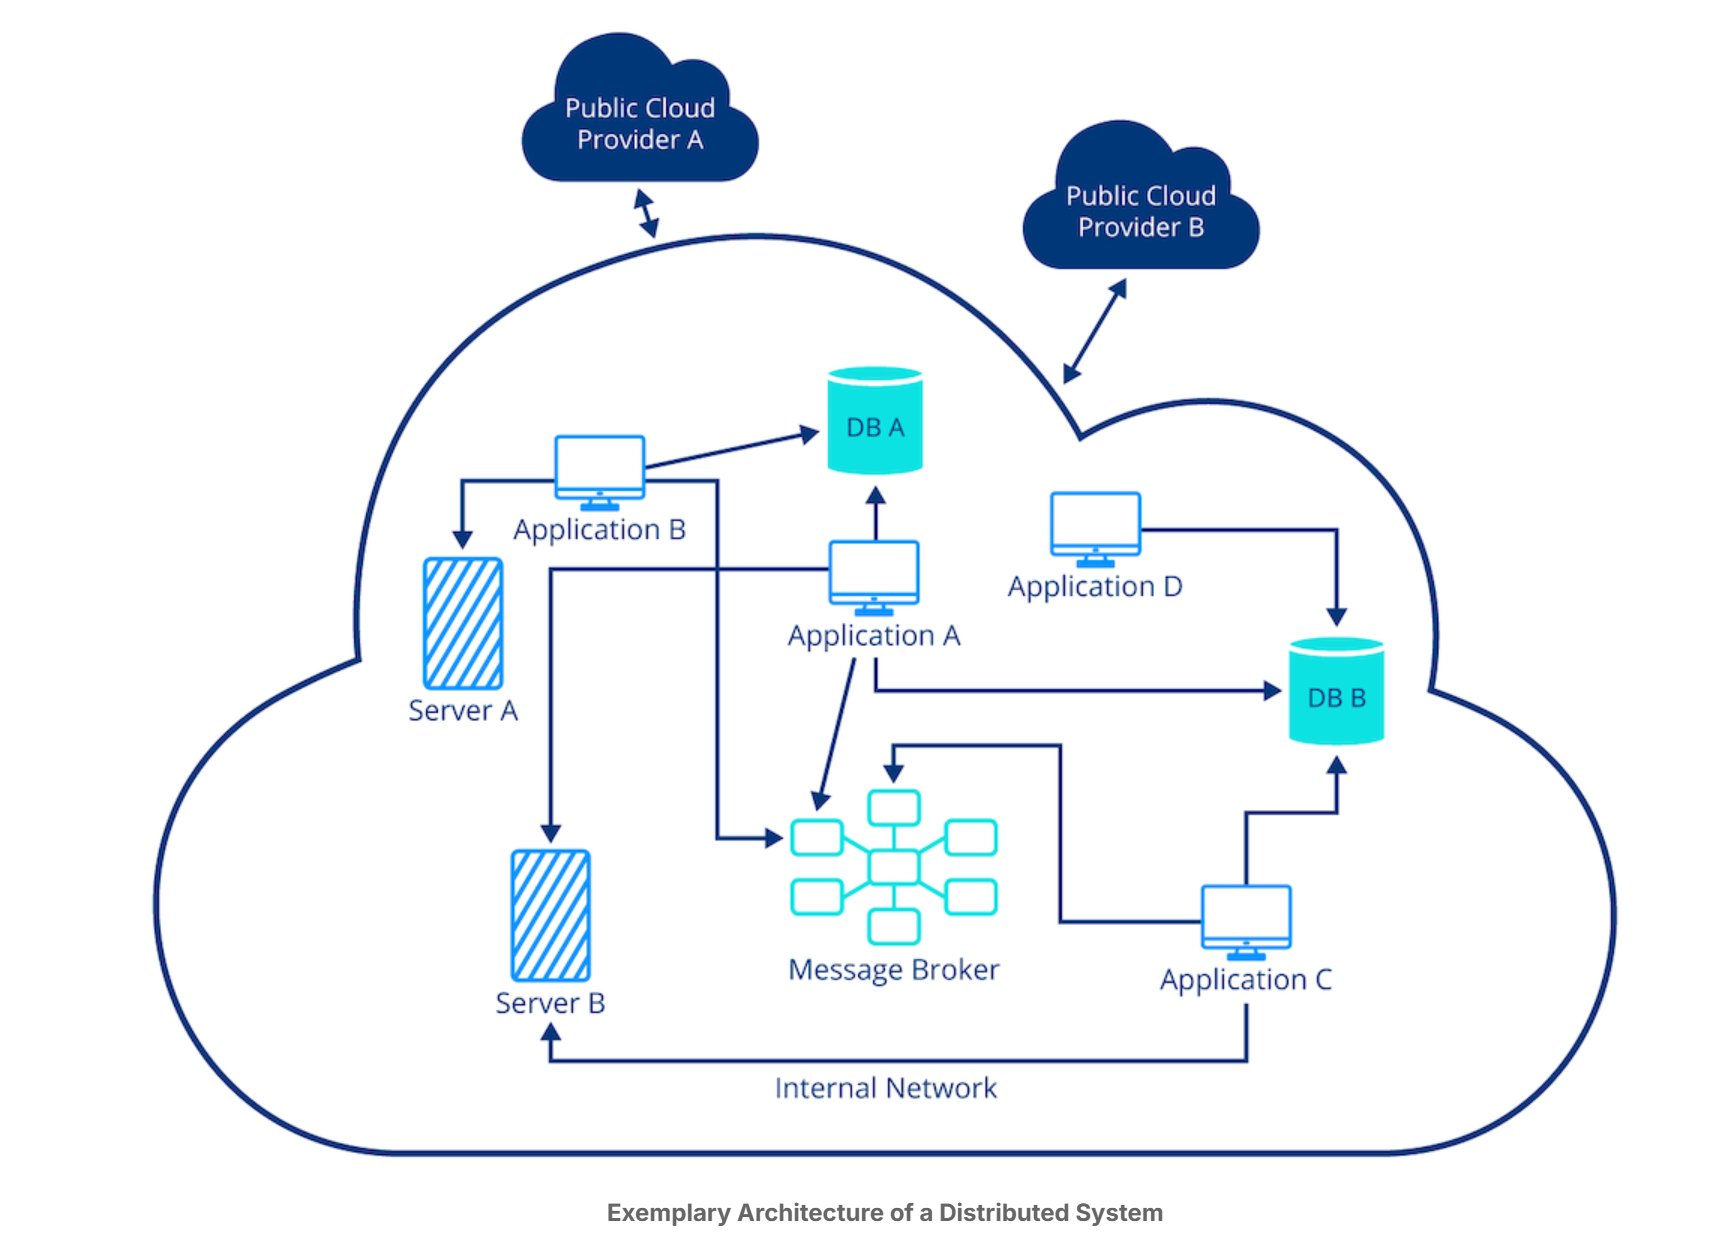 Public Cloud
Provider A
Public Cloud
Provider B
DB A
Application B
Application D
Application A
DB B
Server A
Message Broker
Application C
Server B
Internal Network
Exemplary Architecture of a Distributed System